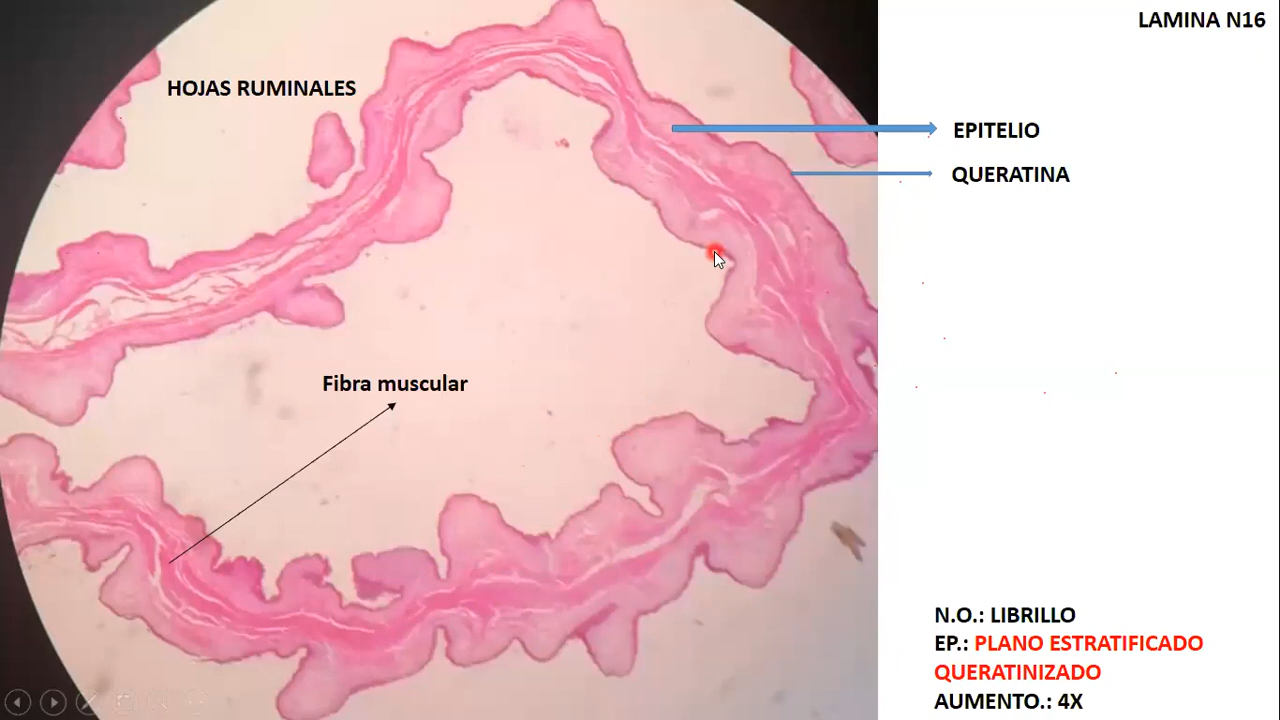 LAMINA N16
HOJAS RUMINALES
EPITELIO
QUERATINA
Fibra muscular
N.O.: LIBRILLO
EP.: PLANO ESTRATIFICADO
QUERATINIZADO
AUMENTO.: 4X